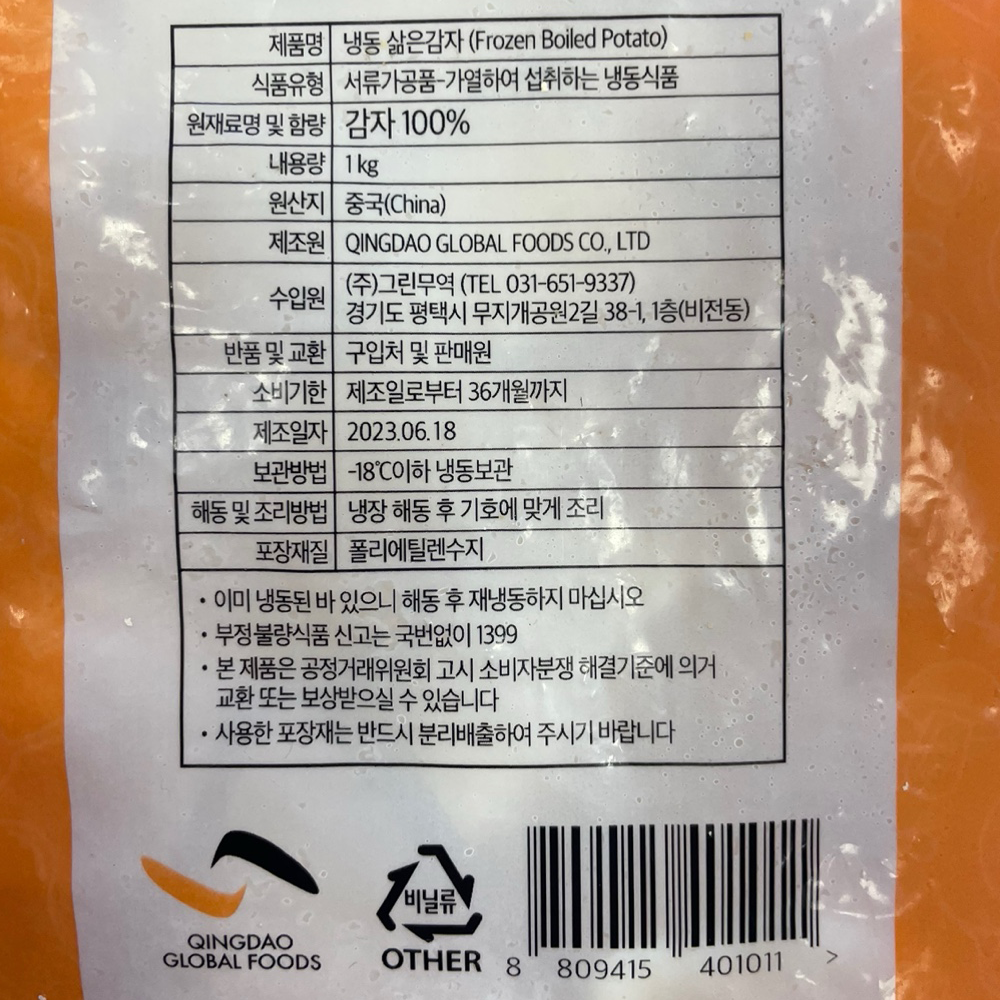 제품명 냉동 삶은감자 (Frozen Boiled Potato)
식품유형 서류가공품-가열하여 섭취하는 냉동식품
원재료명 및 함량 감자 100%
내용량 1kg
원산지 중국(China)
제조원 QINGDAO GLOBAL FOODS CO., LTD
수입원 (주)그린무역 (TEL 031-651-9337)
경기도 평택시 무지개공원2길 38-1, 1층(비전동)
반품 및 교환 구입처 및 판매원
소비기한 제조일로부터 36개월까지
제조일자 2023.06.18
보관방법 -18℃이하 냉동보관
해동 및 조리방법 냉장 해동 후 기호에 맞게 조리
포장재질 폴리에틸렌수지
• 이미 냉동된 바 있으니 해동 후 재냉동하지 마십시오
• 부정불량식품 신고는 국번없이 1399
• 본 제품은 공정거래위원회 고시 소비자분쟁 해결기준에 의거
교환 또는 보상받으실 수 있습니다
• 사용한 포장재는 반드시 분리배출하여 주시기 바랍니다
QINGDAO
GLOBAL FOODS
비닐류
OTHER
8 809415 401011 >